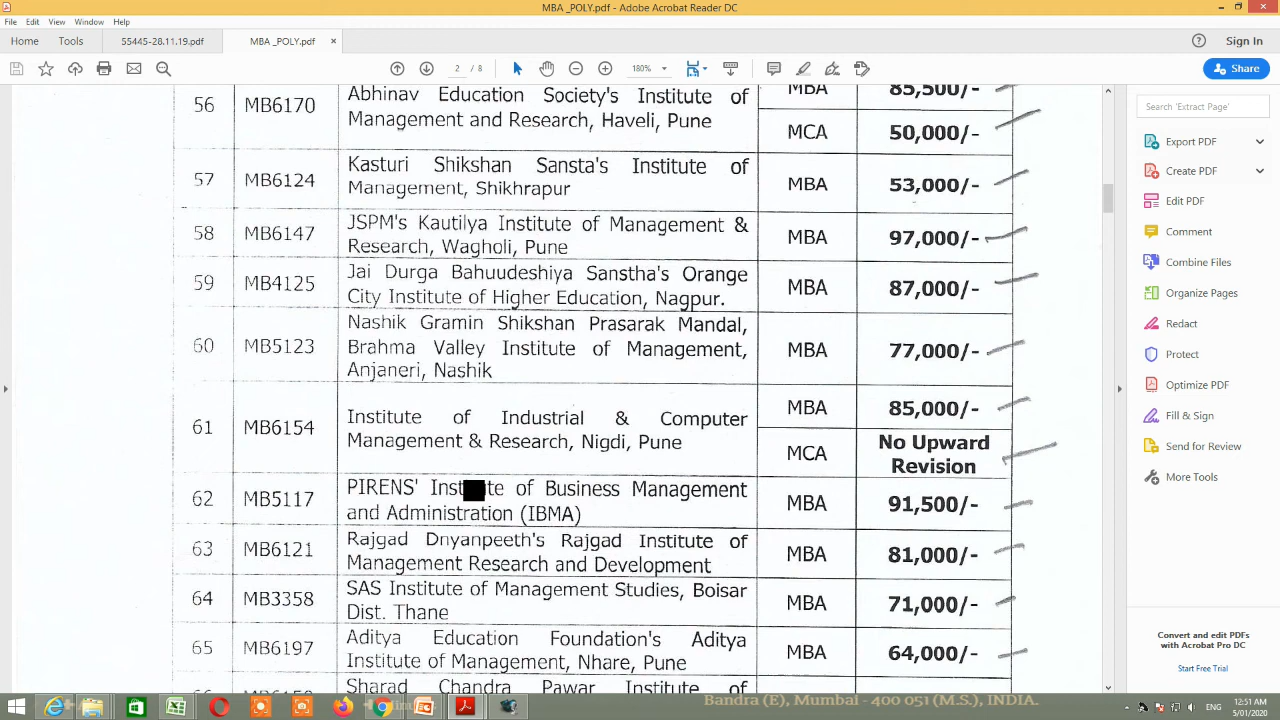 MBA _POLY.pdf - Adobe Acrobat Reader DC
File Edit View Window Help
Home Tools 55445-28.11.19.pdf MBA _POLY.pdf × Sign In
2 / 8 180% Share
56 MB6170 Abhinav Education Society's Institute of Management and Research, Haveli, Pune MBA 85,500/-
MCA 50,000/-
57 MB6124 Kasturi Shikshan Sansta's Institute of
Management, Shikhrapur MBA 53,000/-
58 MB6147 JSPM's Kautilya Institute of Management &
Research, Wagholi, Pune MBA 97,000/-
59 MB4125 Jai Durga Bahuudeshiya Sanstha's Orange
City Institute of Higher Education, Nagpur. MBA 87,000/-
60 MB5123 Nashik Gramin Shikshan Prasarak Mandal,
Brahma Valley Institute of Management,
Anjaneri, Nashik MBA 77,000/-
61 MB6154 Institute of Industrial & Computer
Management & Research, Nigdi, Pune MBA 85,000/-
MCA No Upward
Revision
62 MB5117 PIRENS' of Business Management
and Administration (IBMA) MBA 91,500/-
63 MB6121 Rajgad Dnyanpeeth's Rajgad Institute of
Management Research and Development MBA 81,000/-
64 MB3358 SAS Institute of Management Studies, Boisar
Dist. Thane MBA 71,000/-
65 MB6197 Aditya Education Foundation's Aditya
Institute of Management, Nhare, Pune MBA 64,000/-
Sharad Chandra Pawar Institute of
Search 'Extract Page'
Export PDF
Create PDF
Edit PDF
Comment
Combine Files
Organize Pages
Redact
Protect
Optimize PDF
Fill & Sign
Send for Review
More Tools
Convert and edit PDFs
with Acrobat Pro DC
Start Free Trial
Bandra (E), Mumbai - 400 051 (M.S.), INDIA.
ENG 12:51 AM
5/01/2020